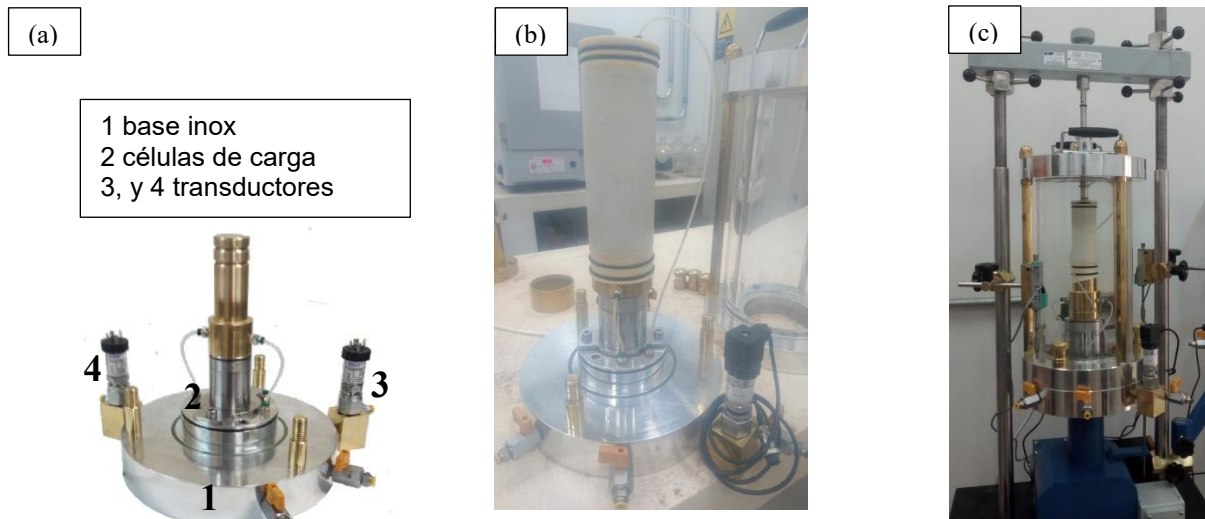 (a)
(b)
(c)
1 base inox
2 células de carga
3, y 4 transductores
4
3
2
1